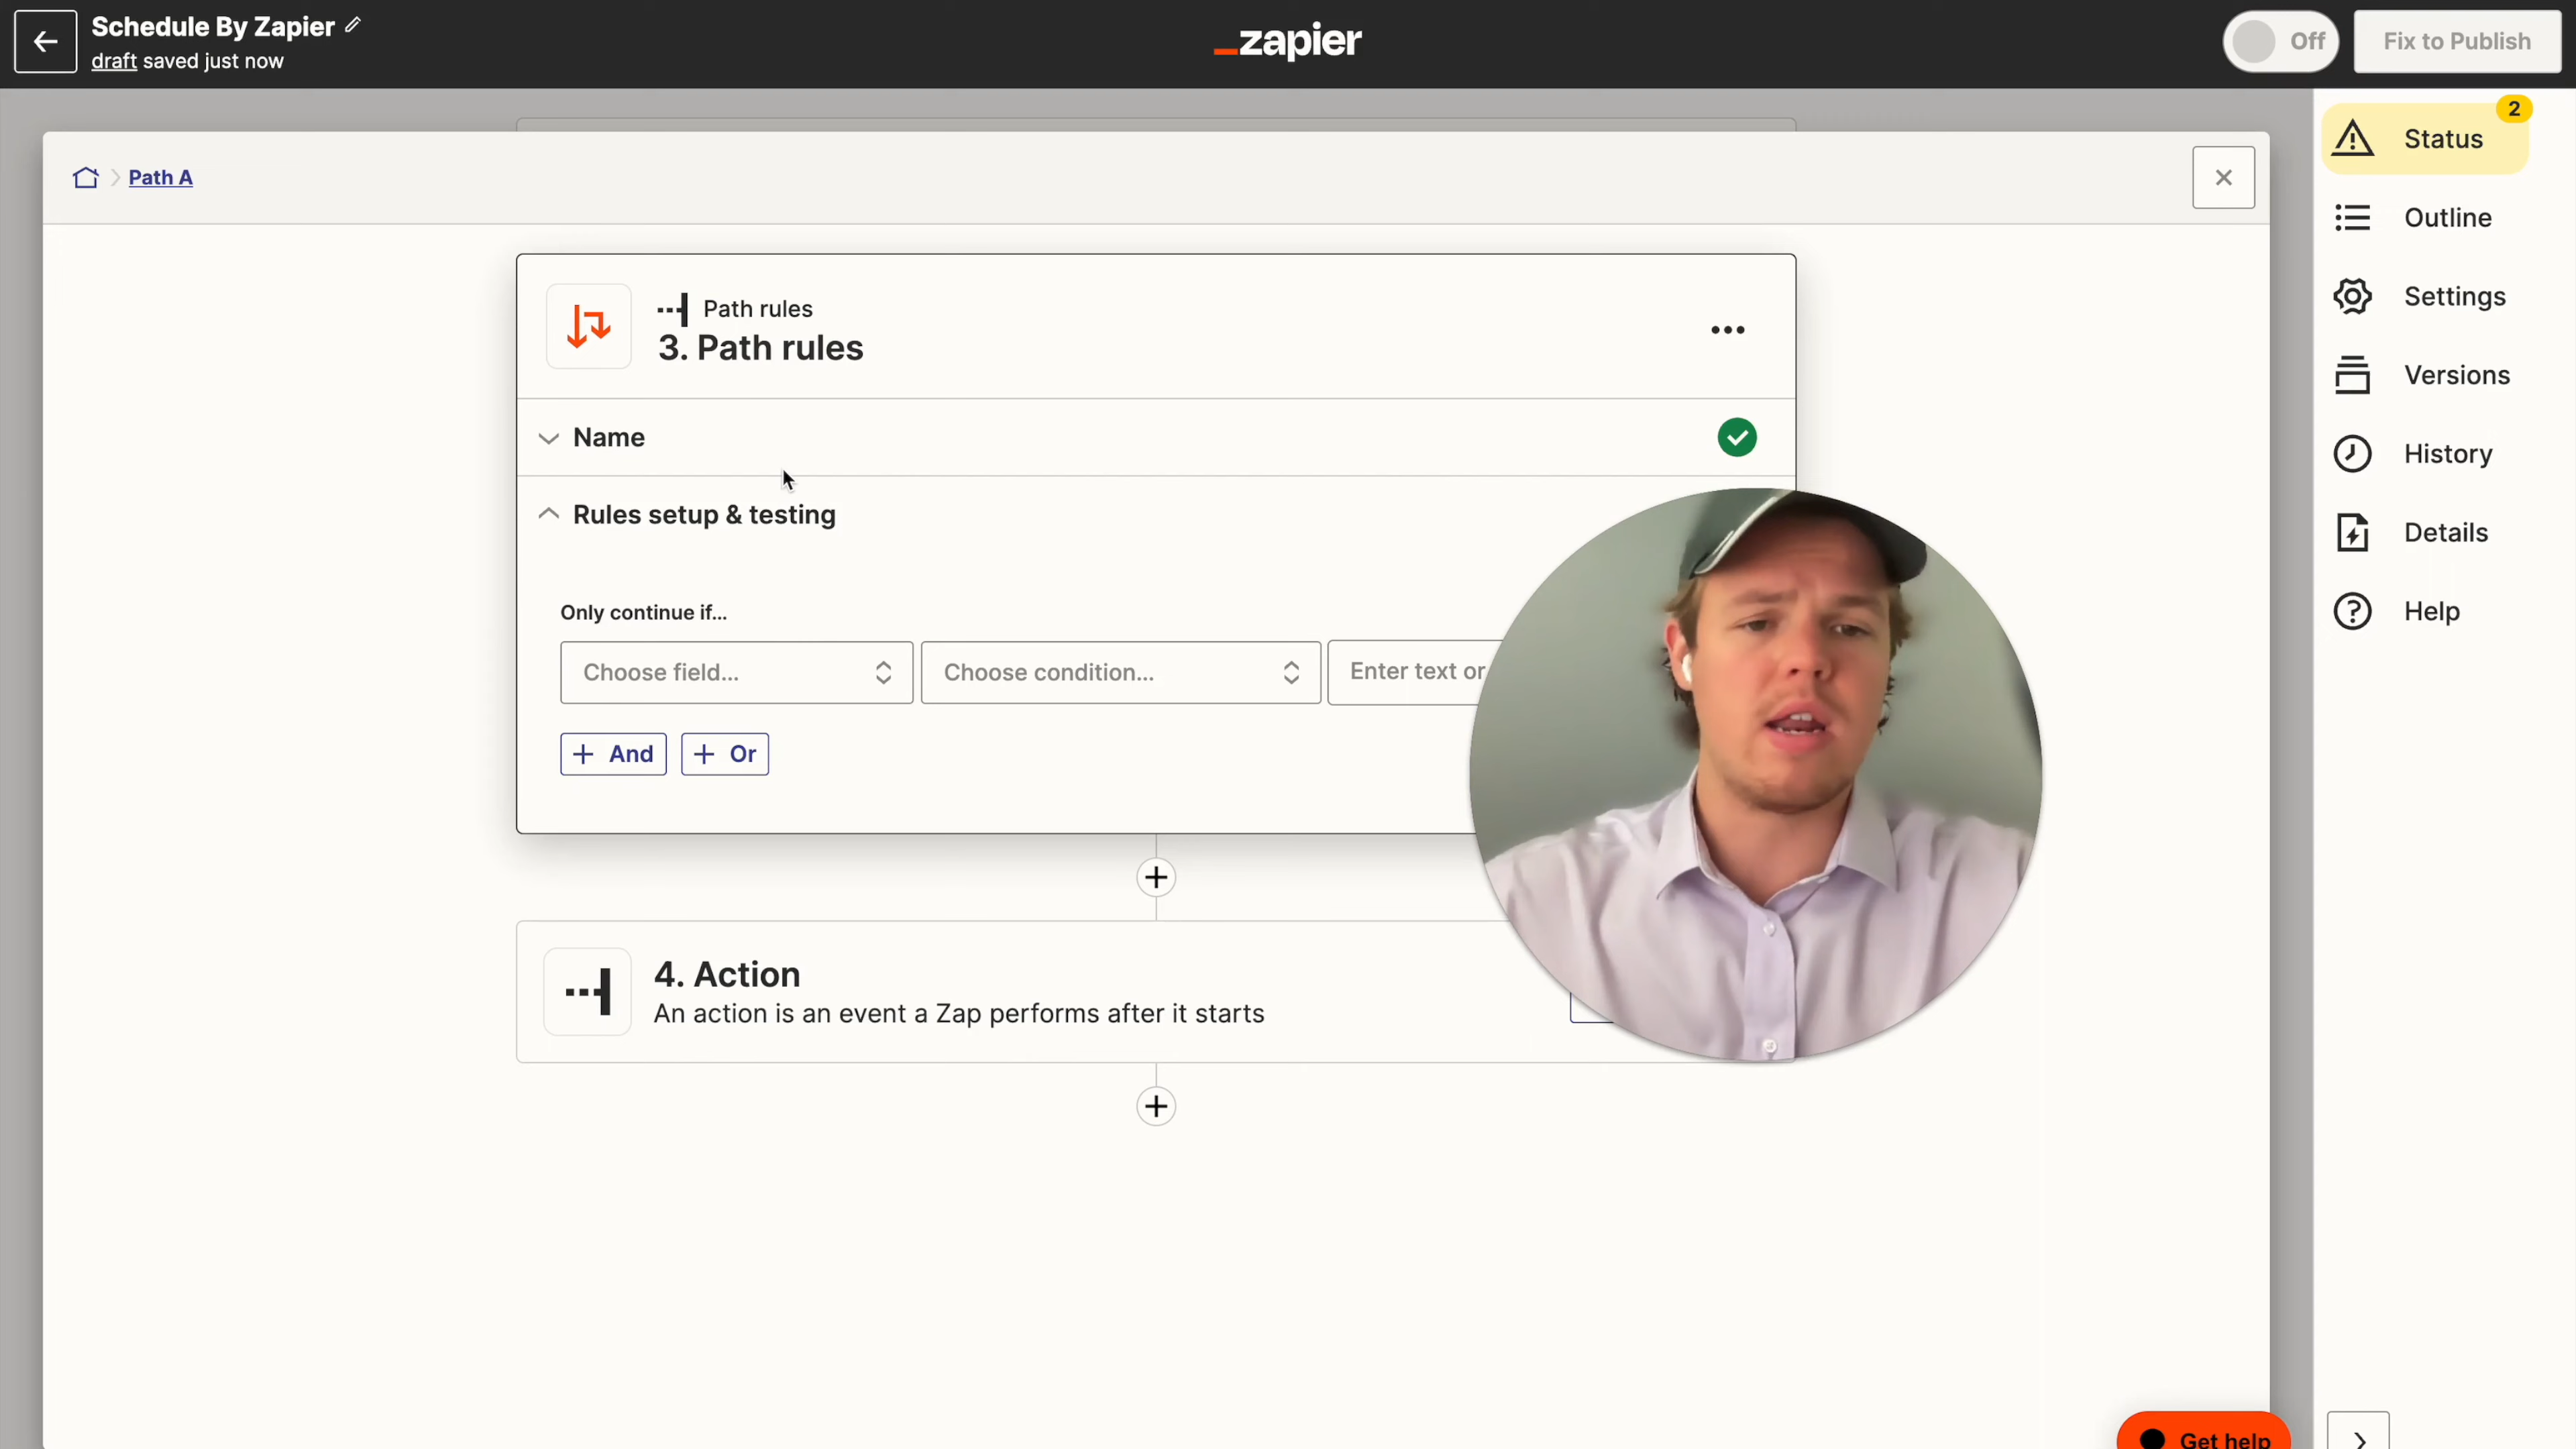 Schedule By Zapier
draft saved just now
zapier
Off
Fix to Publish
Path A
Path rules
3. Path rules
Name
Rules setup & testing
Only continue if...
Choose field...
Choose condition...
Enter text or
+ And
+ Or
4. Action
An action is an event a Zap performs after it starts
2
Status
Outline
Settings
Versions
History
Details
Help
Get help